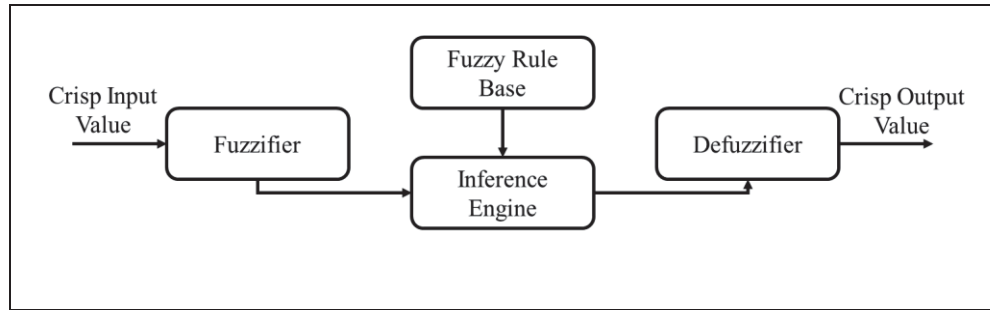 Crisp Input
Value
Fuzzifier
Fuzzy Rule
Base
Inference
Engine
Defuzzifier
Crisp Output
Value